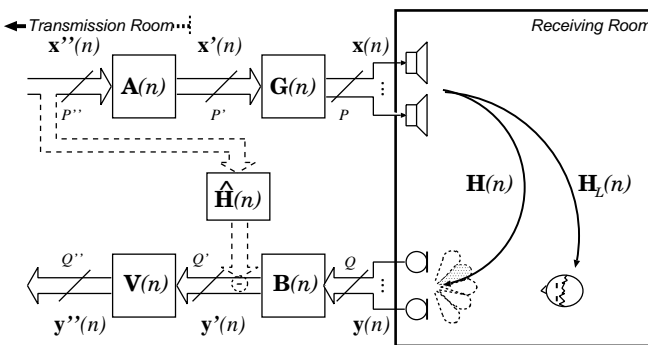 Transmission Room
Receiving Room
x''(n) x'(n) x(n)
A(n) G(n)
P'' P' P
Ĥ(n)
H(n) H_L(n)
Q'' Q' Q
V(n) - B(n)
y''(n) y'(n) y(n)